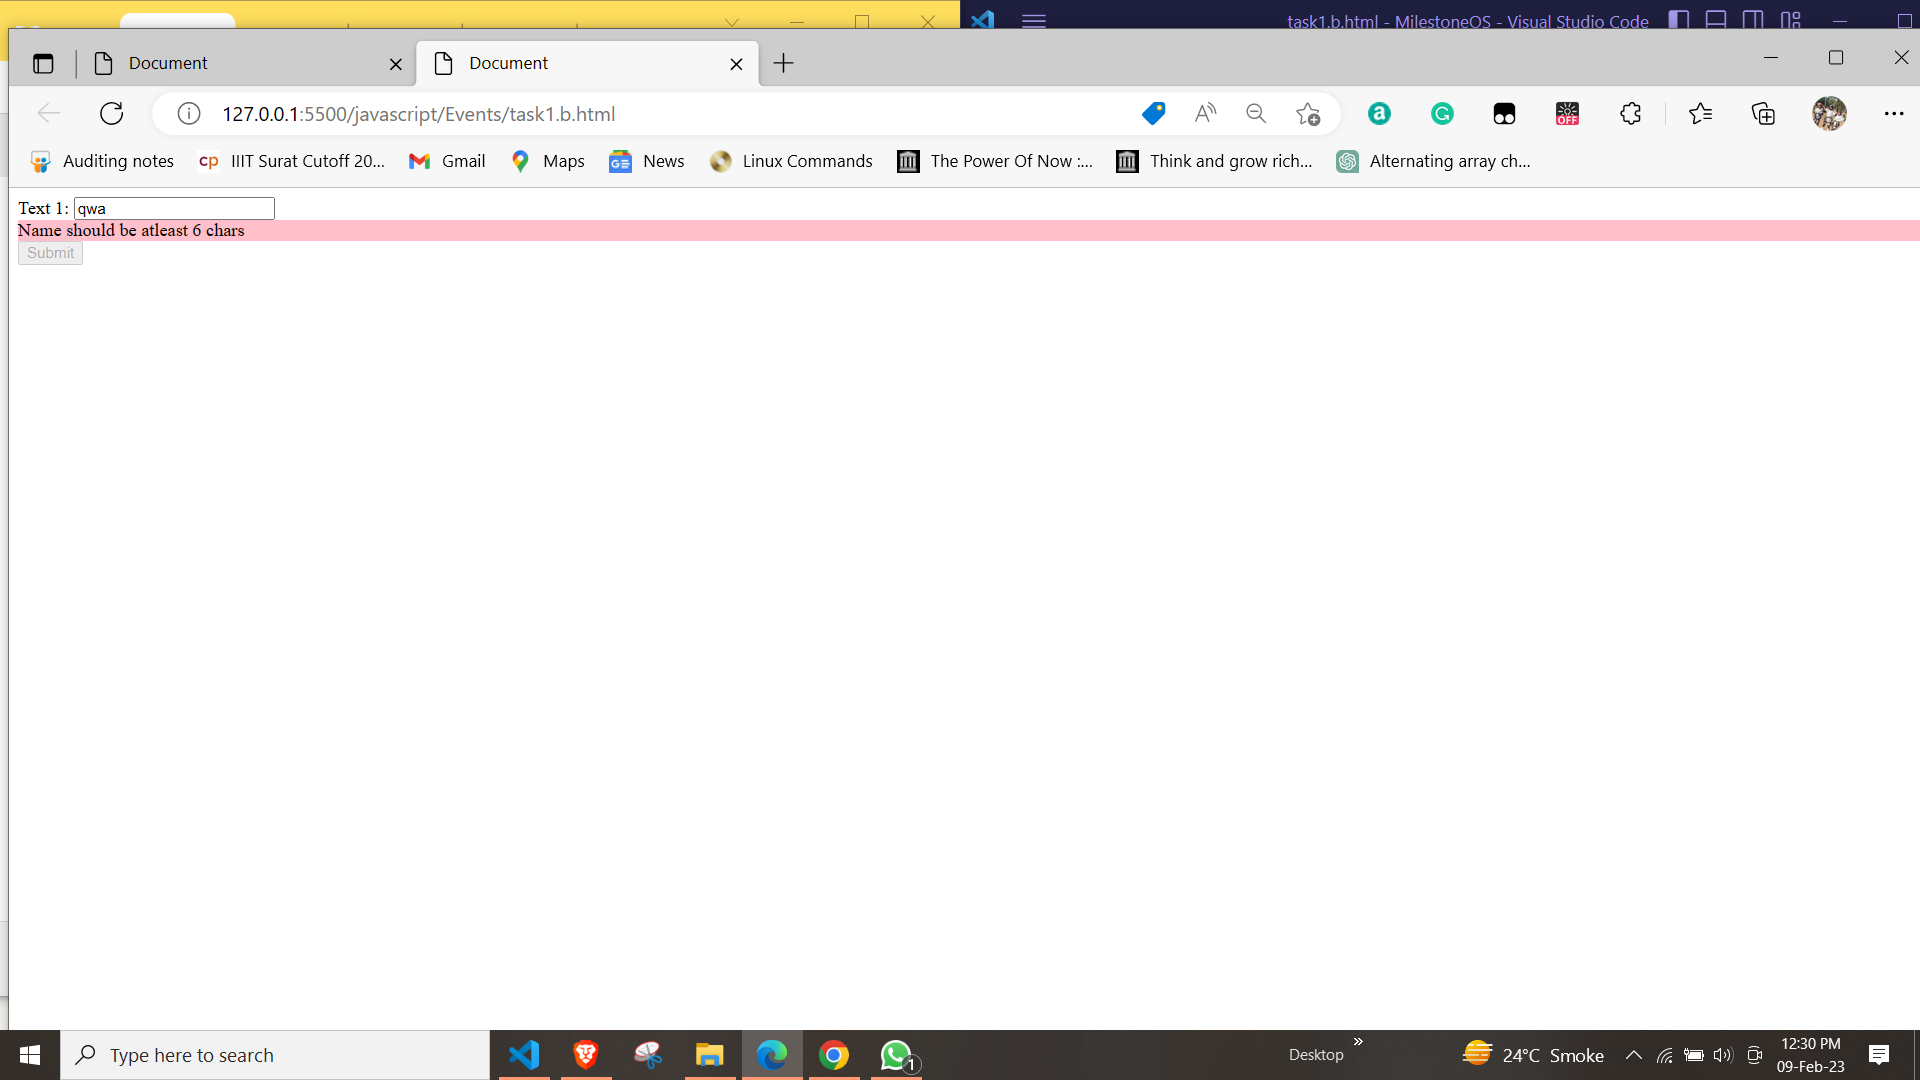 task1.b.html - MilestoneOS - Visual Studio Code
Document
Document
127.0.0.1:5500/javascript/Events/task1.b.html
OFF
Auditing notes
cp IIIT Surat Cutoff 20...
Gmail
Maps
News
Linux Commands
The Power Of Now :...
Think and grow rich...
Alternating array ch...
Text 1: qwa
Name should be atleast 6 chars
Submit
Type here to search
1
Desktop
24°C Smoke
12:30 PM
09-Feb-23